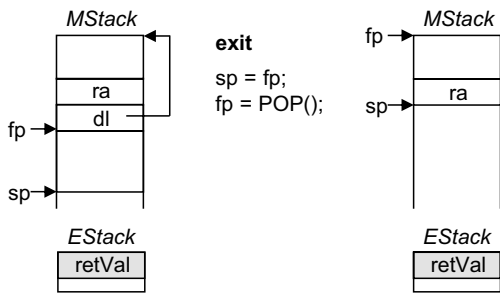 MStack
ra
dl
fp
sp
EStack
retVal
exit
sp = fp;
fp = POP();
MStack
fp
ra
sp
EStack
retVal